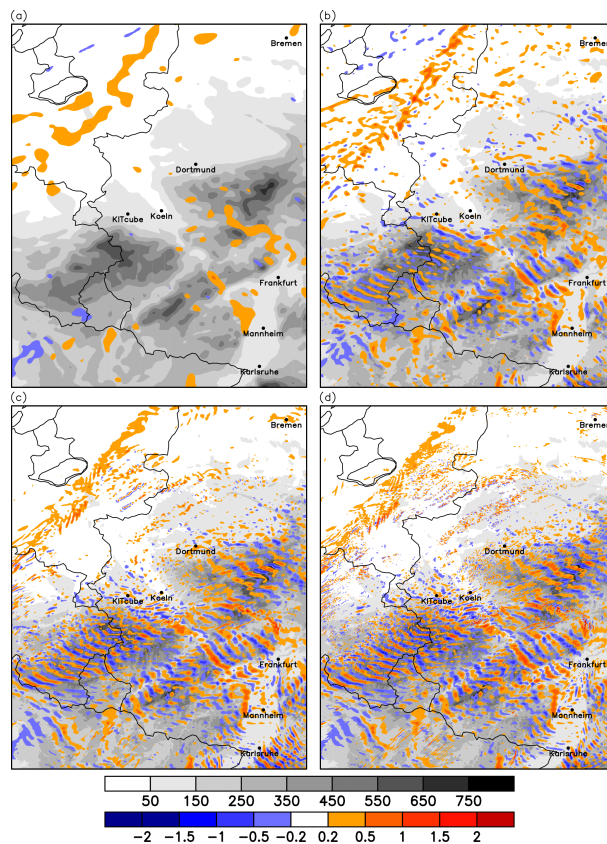 (a)
Bremen
Dortmund
KITcube
Koeln
Frankfurt
Mannheim
Karlsruhe
(b)
Bremen
Dortmund
KITcube
Koeln
Frankfurt
Mannheim
Karlsruhe
(c)
Bremen
Dortmund
KITcube
Koeln
Frankfurt
Mannheim
Karlsruhe
(d)
Bremen
Dortmund
KITcube
Koeln
Frankfurt
Mannheim
Karlsruhe
50 150 250 350 450 550 650 750
-2 -1.5 -1 -0.5 -0.2 0.2 0.5 1 1.5 2